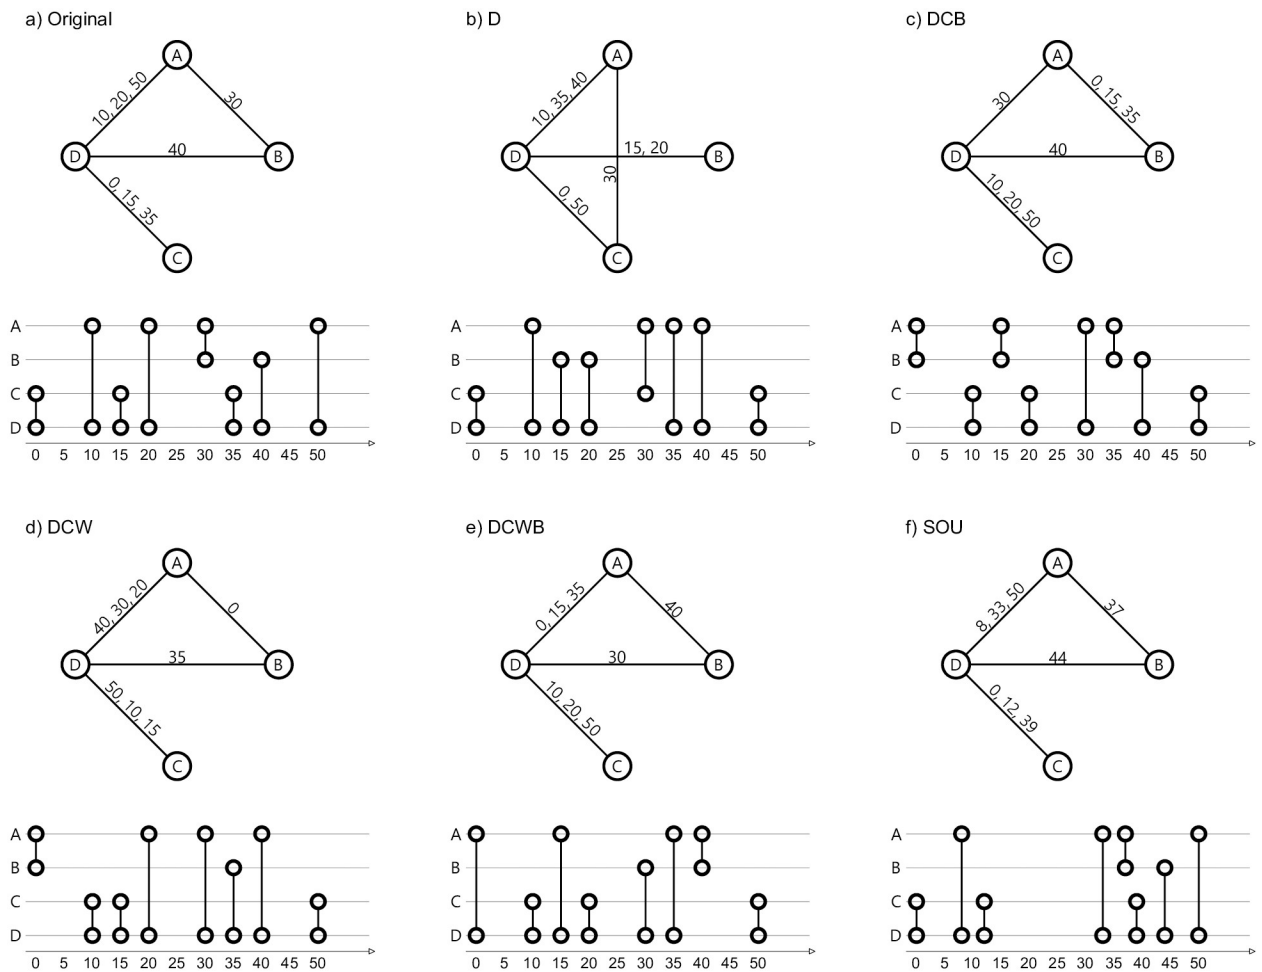 a) Original
b) D
c) DCB
A
10, 20, 50
30
D
40
B
0, 15, 35
C
A
10, 35, 40
D
15, 20
B
30
0, 50
C
A
30
0, 15, 35
D
40
B
10, 20, 50
C
A
B
C
D
0 5 10 15 20 25 30 35 40 45 50
A
B
C
D
0 5 10 15 20 25 30 35 40 45 50
A
B
C
D
0 5 10 15 20 25 30 35 40 45 50
d) DCW
e) DCWB
f) SOU
A
40, 30, 20
0
D
35
B
50, 10, 15
C
A
0, 15, 35
40
D
30
B
10, 20, 50
C
A
8, 33, 50
37
D
44
B
0, 12, 39
C
A
B
C
D
0 5 10 15 20 25 30 35 40 45 50
A
B
C
D
0 5 10 15 20 25 30 35 40 45 50
A
B
C
D
0 5 10 15 20 25 30 35 40 45 50